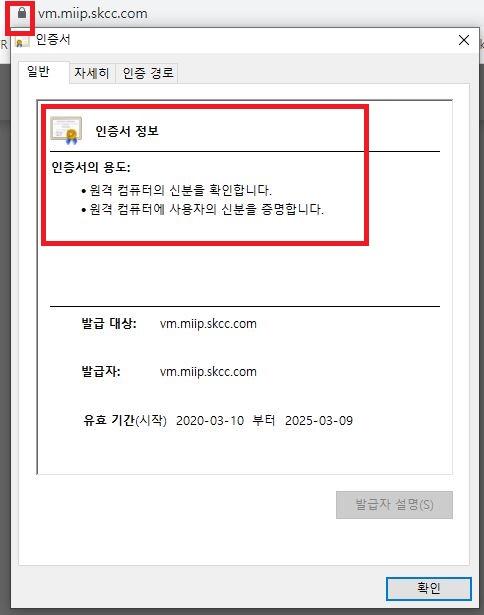 vm.miip.skcc.com
인증서
일반 자세히 인증 경로
인증서 정보
인증서의 용도:
• 원격 컴퓨터의 신분을 확인합니다.
• 원격 컴퓨터에 사용자의 신분을 증명합니다.
발급 대상: vm.miip.skcc.com
발급자: vm.miip.skcc.com
유효 기간(시작) 2020-03-10 부터 2025-03-09
발급자 설명(S)
확인